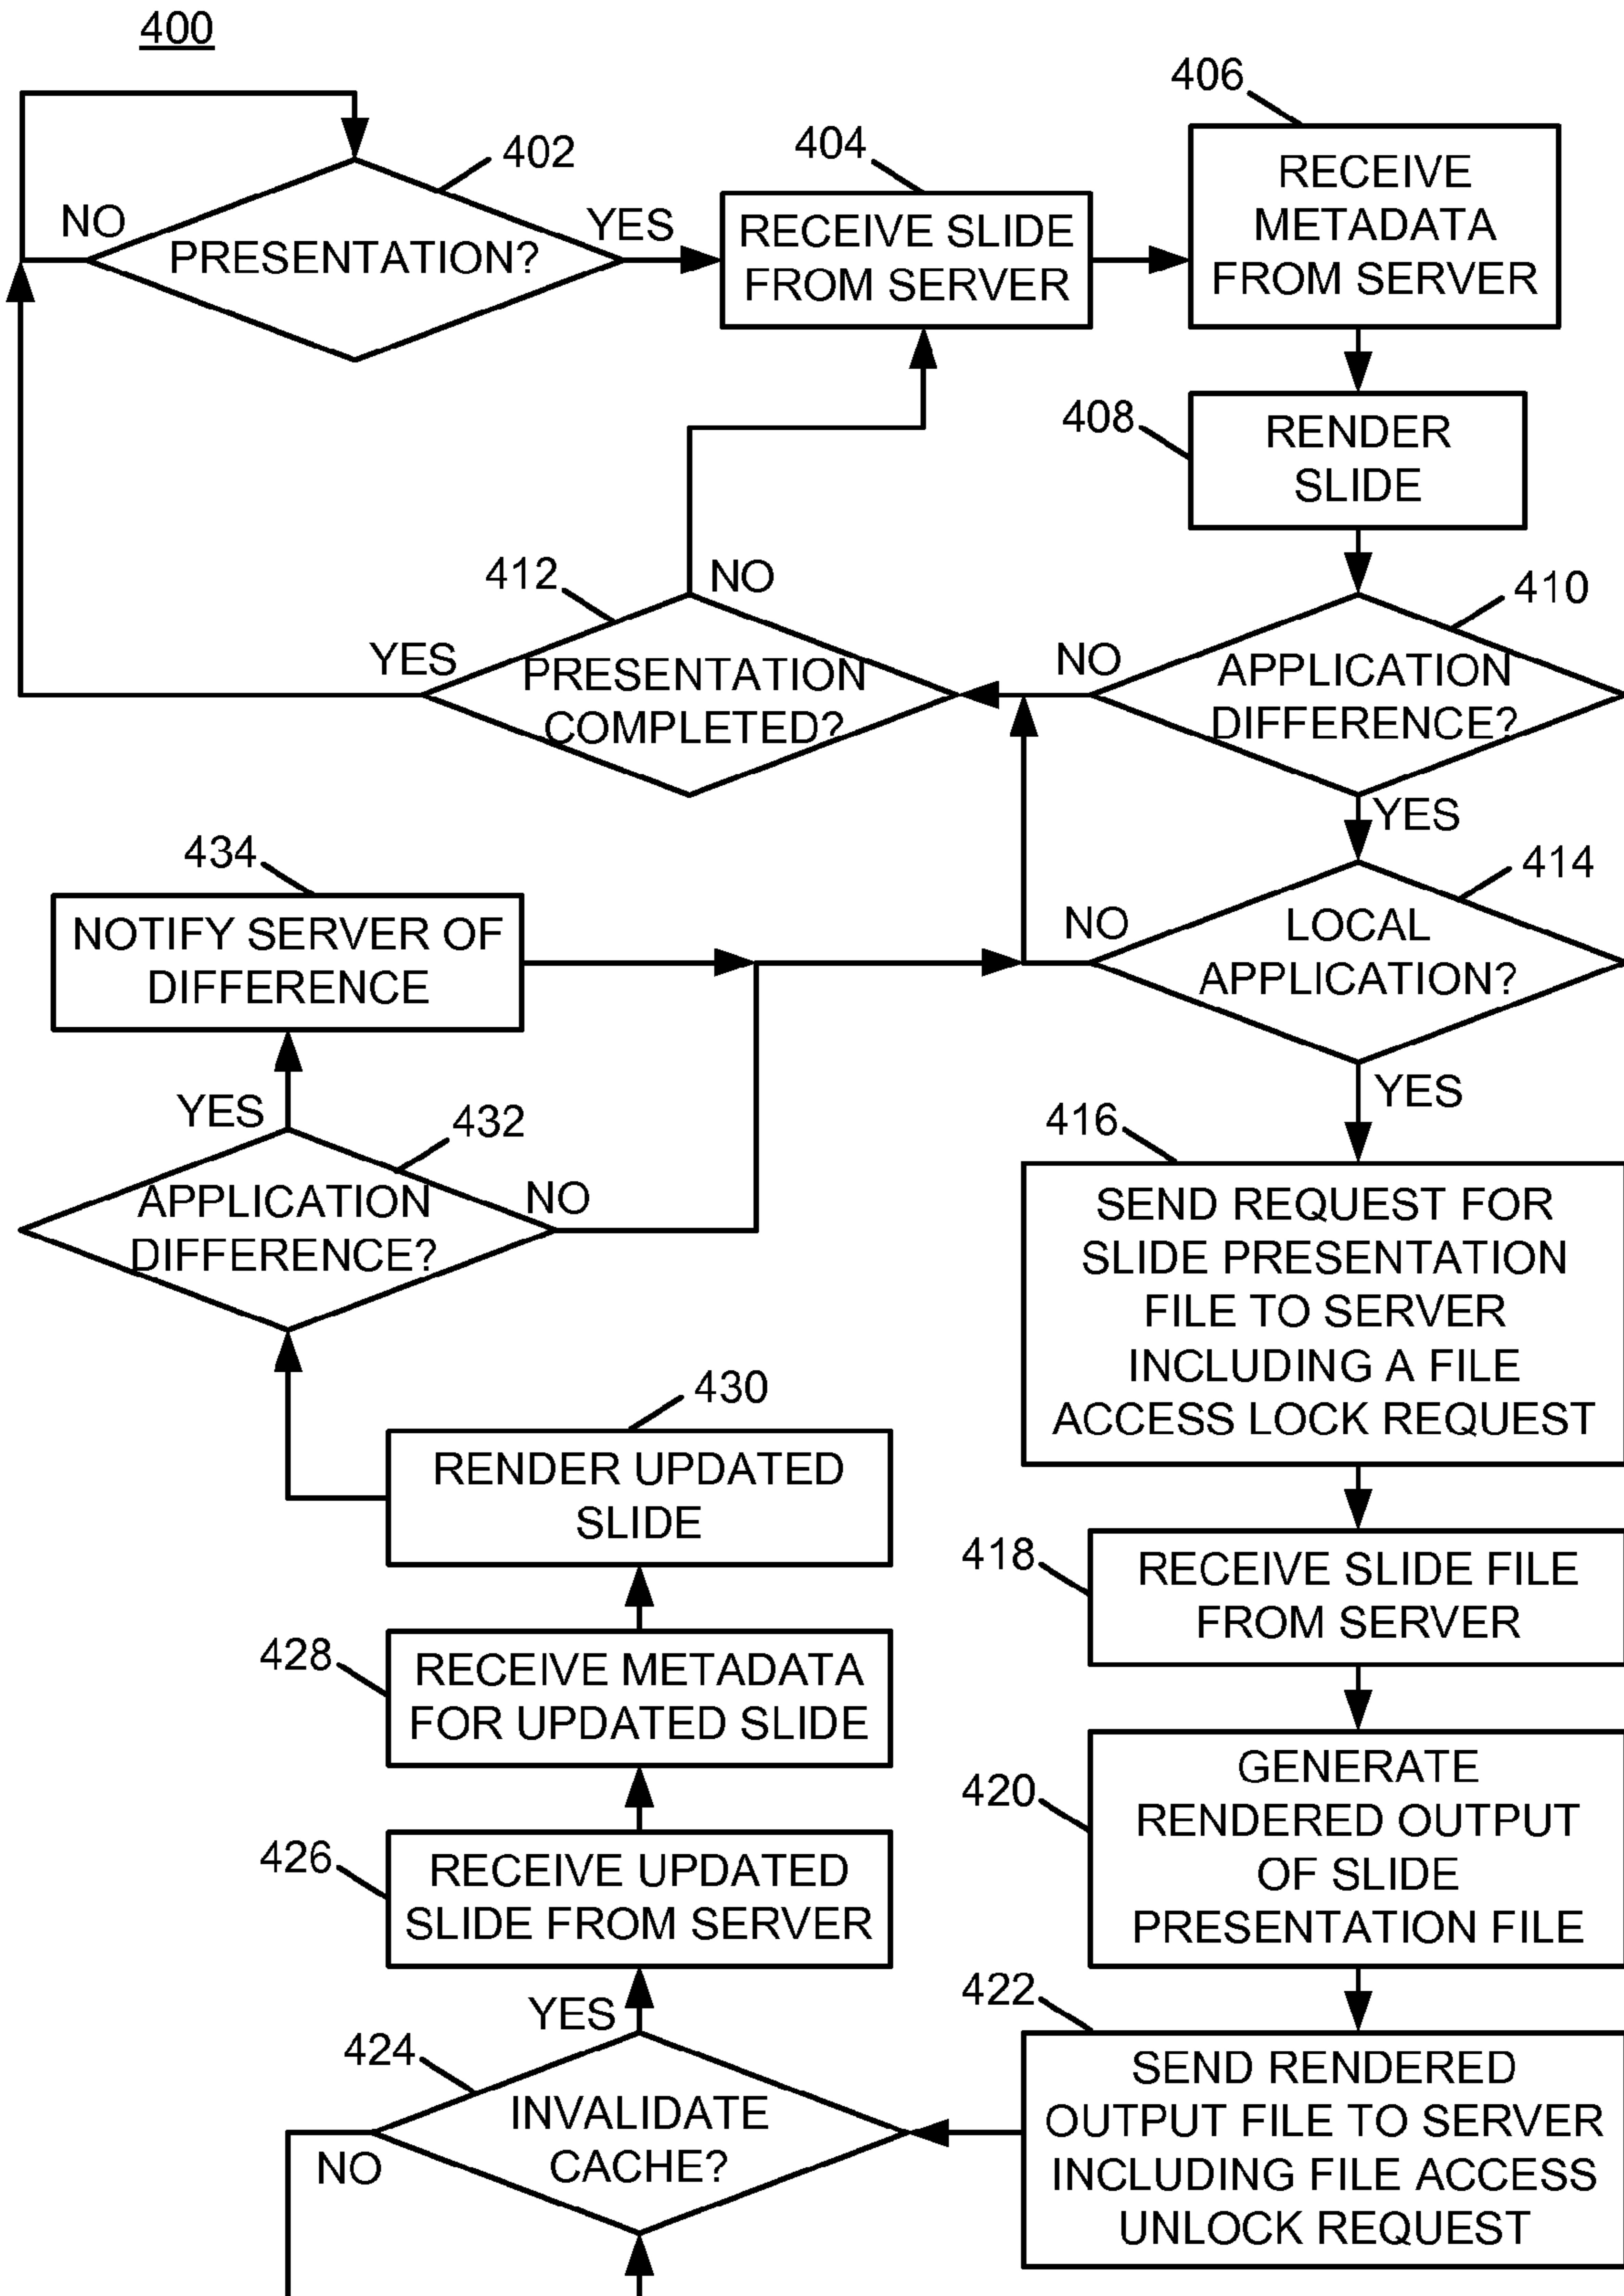 400
402
PRESENTATION?
NO
YES
404
RECEIVE SLIDE
FROM SERVER
406
RECEIVE
METADATA
FROM SERVER
408
RENDER
SLIDE
410
APPLICATION
DIFFERENCE?
NO
YES
412
PRESENTATION
COMPLETED?
NO
YES
414
LOCAL
APPLICATION?
NO
YES
416
SEND REQUEST FOR
SLIDE PRESENTATION
FILE TO SERVER
INCLUDING A FILE
ACCESS LOCK REQUEST
418
RECEIVE SLIDE FILE
FROM SERVER
420
GENERATE
RENDERED OUTPUT
OF SLIDE
PRESENTATION FILE
422
SEND RENDERED
OUTPUT FILE TO SERVER
INCLUDING FILE ACCESS
UNLOCK REQUEST
424
INVALIDATE
CACHE?
NO
YES
426
RECEIVE UPDATED
SLIDE FROM SERVER
428
RECEIVE METADATA
FOR UPDATED SLIDE
430
RENDER UPDATED
SLIDE
432
APPLICATION
DIFFERENCE?
NO
YES
434
NOTIFY SERVER OF
DIFFERENCE